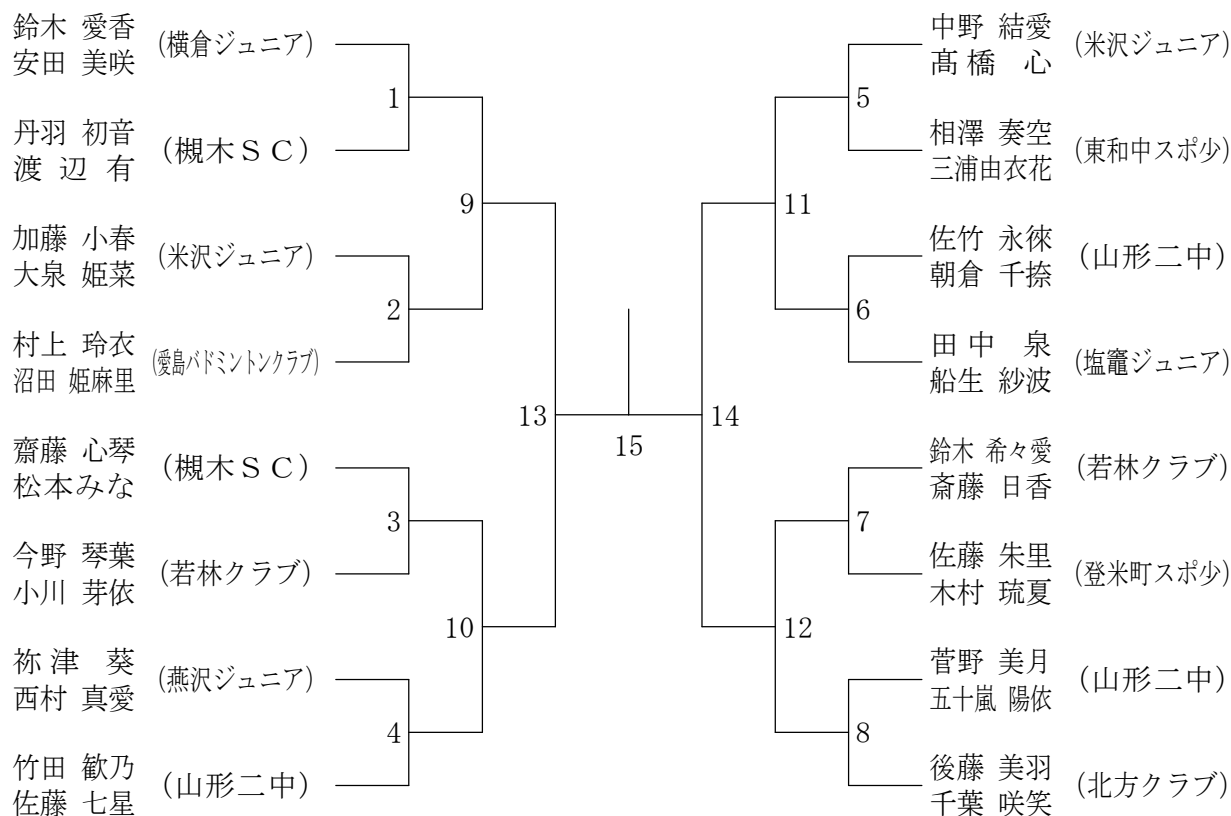 鈴木 愛香
安田 美咲
(横倉ジュニア)
1
丹羽 初音
渡辺 有
(槻木ＳＣ)
9
加藤 小春
大泉 姫菜
(米沢ジュニア)
2
村上 玲衣
沼田 姫麻里
(愛島バドミントンクラブ)
13
齋藤 心琴
松本みな
(槻木ＳＣ)
3
今野 琴葉
小川 芽依
(若林クラブ)
10
祢津 葵
西村 真愛
(燕沢ジュニア)
4
竹田 歓乃
佐藤 七星
(山形二中)
15
中野 結愛
髙橋 心
(米沢ジュニア)
5
相澤 奏空
三浦由衣花
(東和中スポ少)
11
佐竹 永徠
朝倉 千捺
(山形二中)
6
田中 泉
船生 紗波
(塩竈ジュニア)
14
鈴木 希々愛
斎藤 日香
(若林クラブ)
7
佐藤 朱里
木村 琉夏
(登米町スポ少)
12
菅野 美月
五十嵐 陽依
(山形二中)
8
後藤 美羽
千葉 咲笑
(北方クラブ)